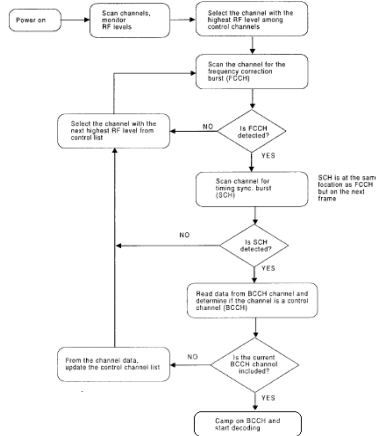 Power on
Scan channels,
monitor
RF levels
Select the channel with the
highest RF level among
control channels
Scan the channel for the
frequency correction
burst (FCCH)
Select the channel with the
next highest RF level from
control list
NO
Is FCCH
detected?
YES
Scan channel for
timing sync. burst
(SCH)
SCH is at the same
location as FCCH
but on the next
frame
NO
Is SCH
detected?
YES
Read data from BCCH channel and
determine if the channel is a control
channel (BCCH)
From the channel data,
update the control channel list
NO
Is the current
BCCH channel
included?
YES
Camp on BCCH and
start decoding